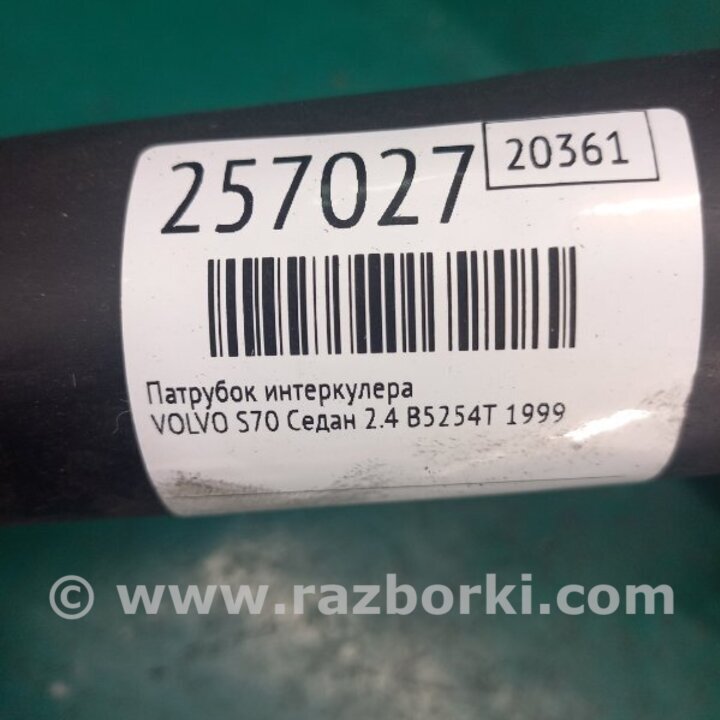 257027
20361
Патрубок интеркулера
VOLVO S70 Седан 2.4 B5254T 1999
© www.razborki.com